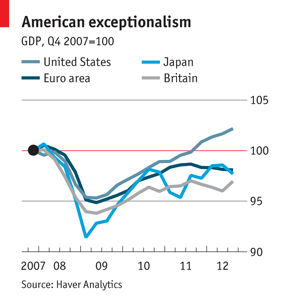 American exceptionalism
GDP, Q4 2007=100
United States
Japan
Euro area
Britain
105
100
95
90
2007 08 09 10 11 12
Source: Haver Analytics